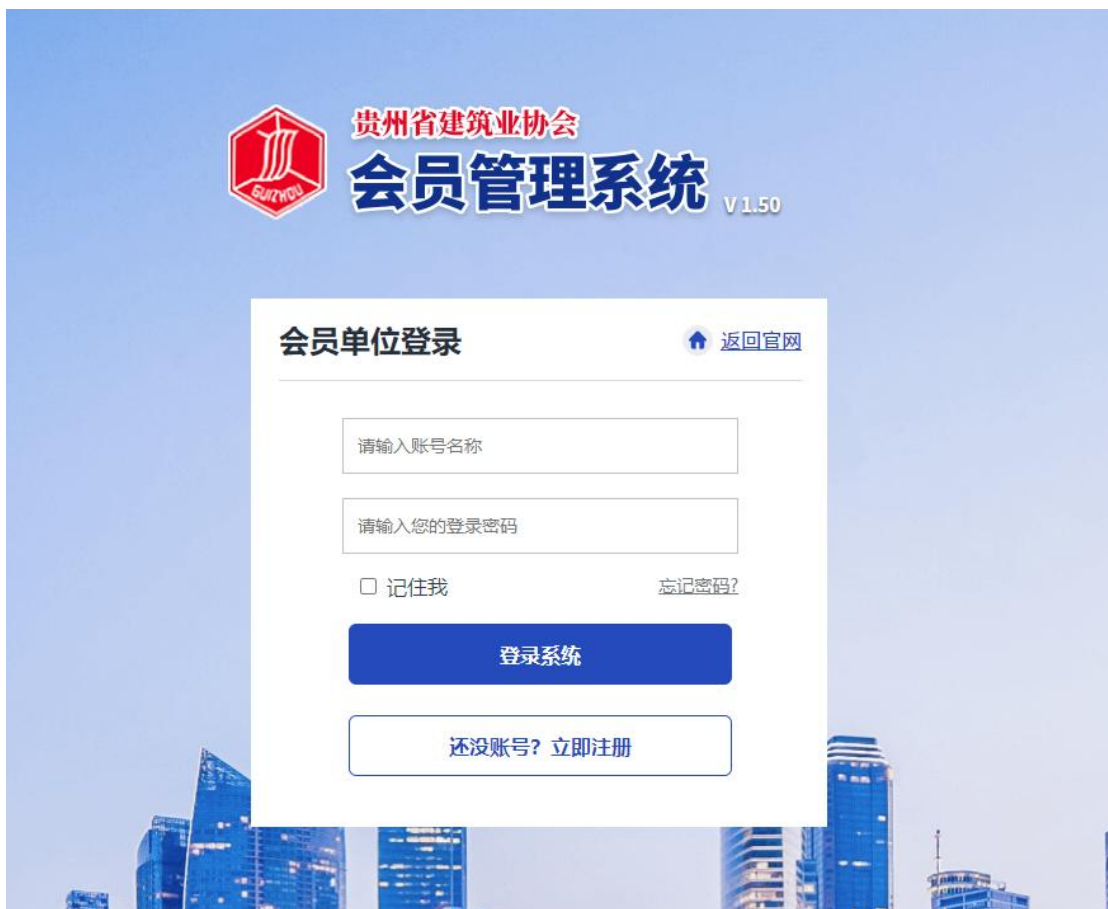 贵州省建筑业协会
会员管理系统 V 1.50
GUIZHOU
会员单位登录
返回官网
请输入账号名称
请输入您的登录密码
记住我
忘记密码?
登录系统
还没账号? 立即注册